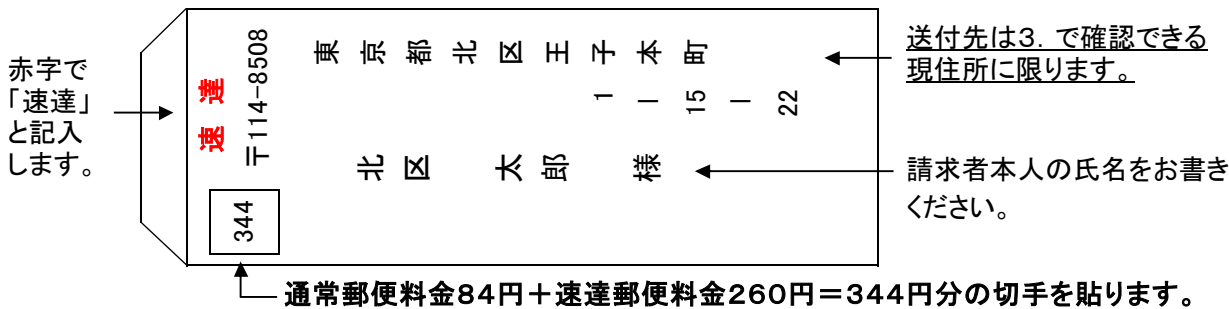 赤字で
「速達」
と記入
します。
速達
〒114-8508
東京都北区王子本町
1－15－22
北区 太郎 様
344
送付先は3．で確認できる
現住所に限ります。
請求者本人の氏名をお書き
ください。
通常郵便料金84円＋速達郵便料金260円＝344円分の切手を貼ります。